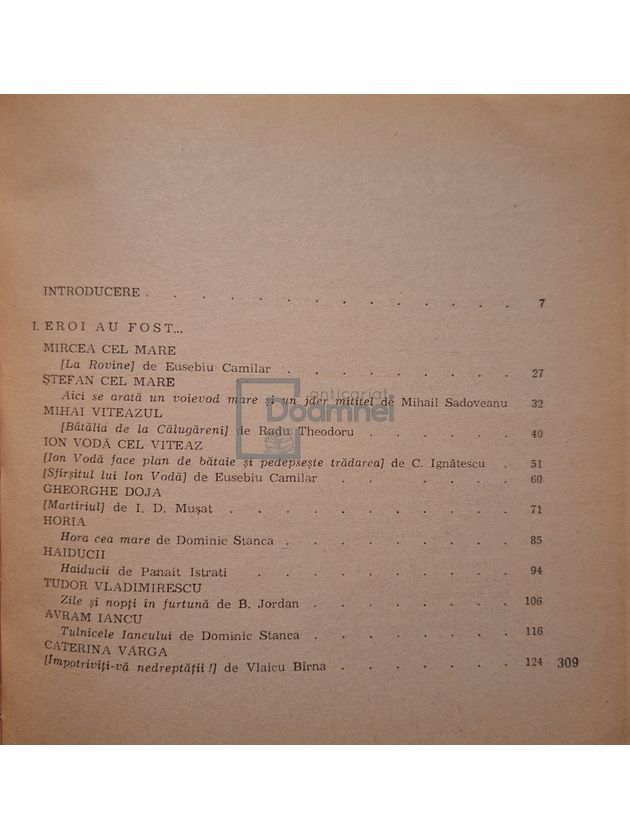 INTRODUCERE . . . . . . . . . . . . . . 7
I. EROI AU FOST...
MIRCEA CEL MARE
[La Rovine] de Eusebiu Camilar . . . . . . . . . 27
ȘTEFAN CEL MARE
Aici se arată un voievod mare și un jder mititel de Mihail Sadoveanu 32
MIHAI VITEAZUL
[Bătălia de la Călugăreni] de Radu Theodoru . . . . . . 40
ION VODĂ CEL VITEAZ
[Ion Vodă face plan de bătaie și pedepsește trădarea] de C. Ignătescu . 51
[Sfîrșitul lui Ion Vodă] de Eusebiu Camilar . . . . . . . 60
GHEORGHE DOJA
[Martiriul] de I. D. Mușat . . . . . . . . . . . 71
HORIA
Hora cea mare de Dominic Stanca . . . . . . . . . 85
HAIDUCII
Haiducii de Panait Istrati . . . . . . . . . . 94
TUDOR VLADIMIRESCU
Zile și nopți în furtună de B. Jordan . . . . . . . . 106
AVRAM IANCU
Tulnicele Iancului de Dominic Stanca . . . . . . . . 116
CATERINA VARGA
[Impotriviți-vă nedreptății!] de Vlaicu Bîrna . . . . . . . 124
309
anticariat
Doamnei